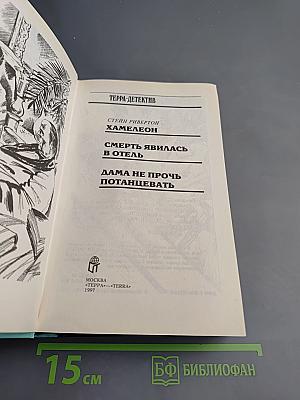 ТЕРРА-ДЕТЕКТИВ
СТЕЙН РИВЕРТОН
ХАМЕЛЕОН
СМЕРТЬ ЯВИЛАСЬ
В ОТЕЛЬ
ДАМА НЕ ПРОЧЬ
ПОТАНЦЕВАТЬ
МОСКВА
«ТЕРРА»—«TERRA»
1997
15 см
БФ БИБЛИОФАН